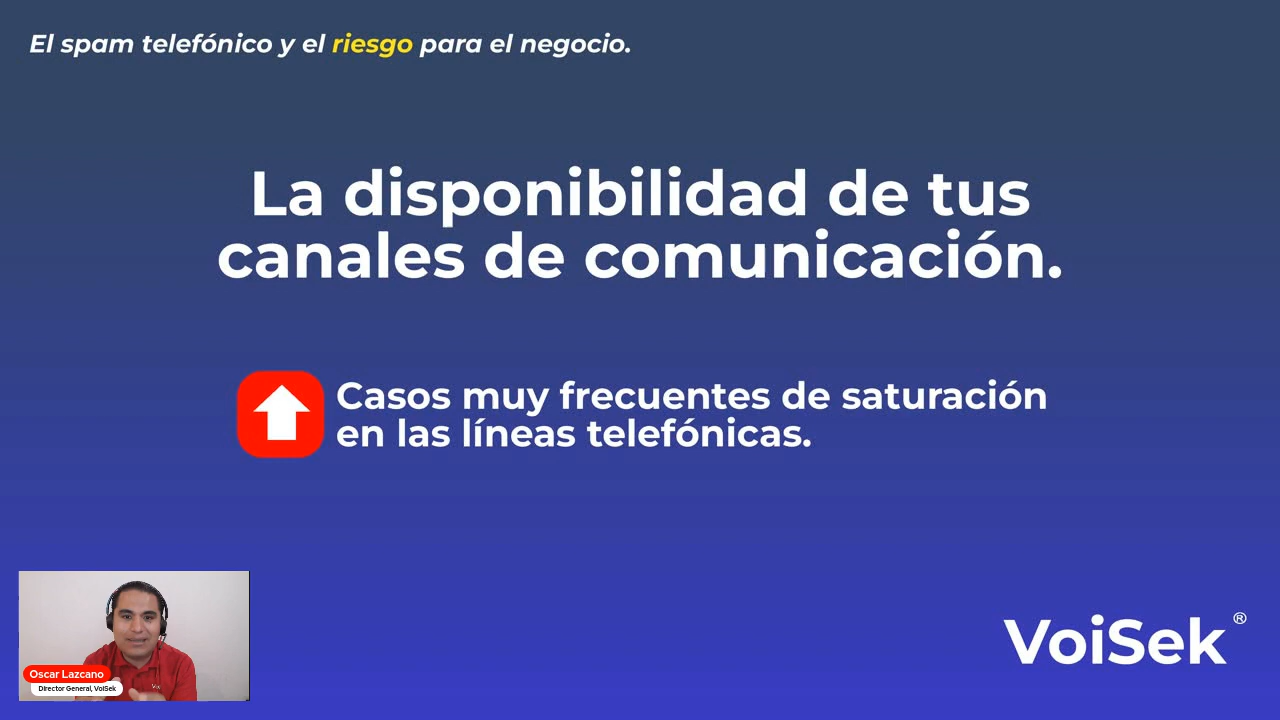 El spam telefónico y el riesgo para el negocio.
La disponibilidad de tus
canales de comunicación.
Casos muy frecuentes de saturación
en las líneas telefónicas.
Oscar Lazcano
Director General, VoiSek
VoiSek®